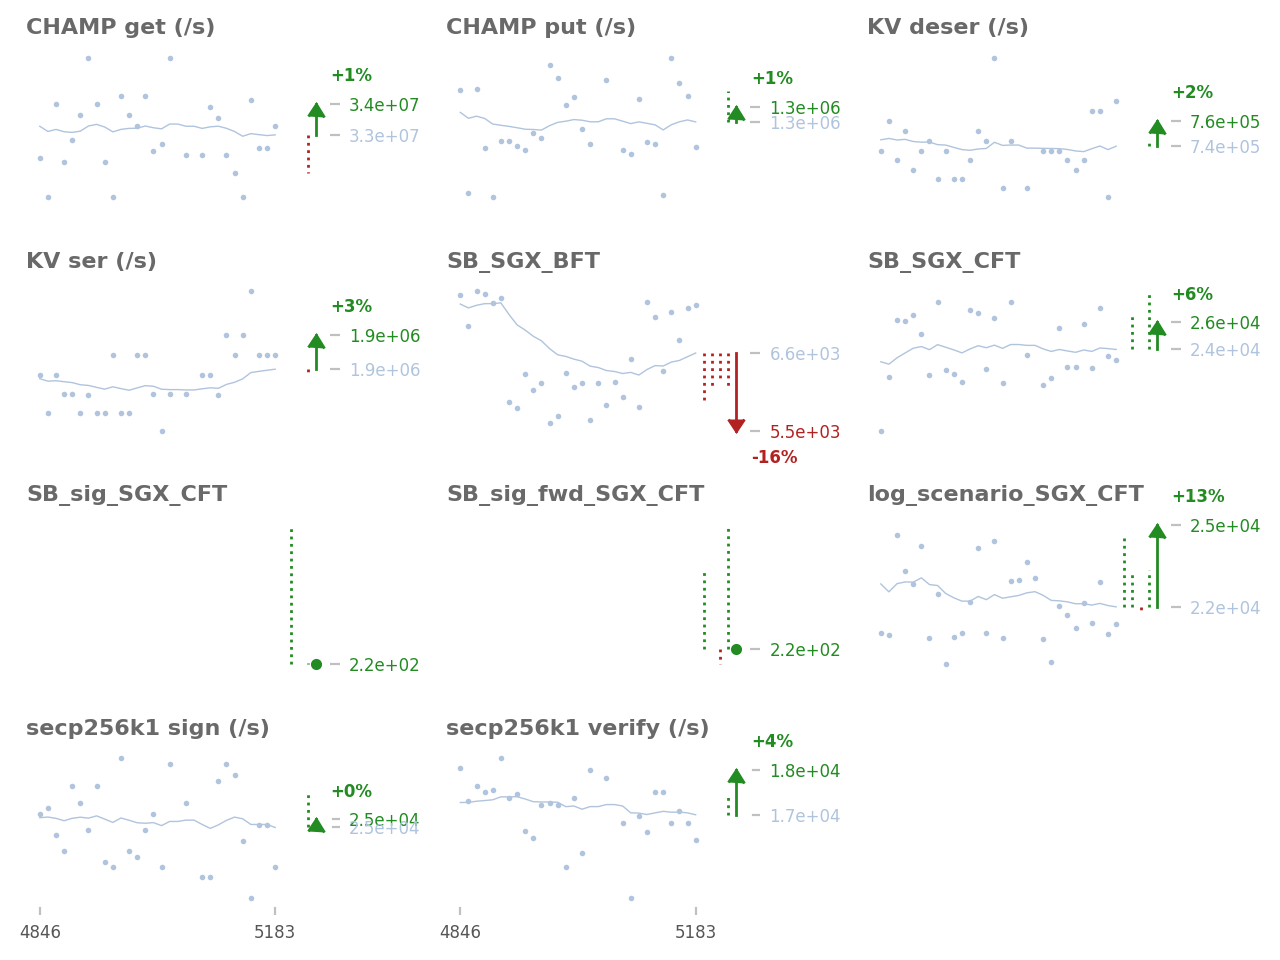 CHAMP get (/s)
+1%
3.4e+07
3.3e+07
CHAMP put (/s)
+1%
1.3e+06
1.3e+06
KV deser (/s)
+2%
7.6e+05
7.4e+05
KV ser (/s)
+3%
1.9e+06
1.9e+06
SB_SGX_BFT
6.6e+03
5.5e+03
-16%
SB_SGX_CFT
+6%
2.6e+04
2.4e+04
SB_sig_SGX_CFT
2.2e+02
SB_sig_fwd_SGX_CFT
2.2e+02
log_scenario_SGX_CFT
+13%
2.5e+04
2.2e+04
secp256k1 sign (/s)
+0%
2.5e+04
2.5e+04
4846
5183
secp256k1 verify (/s)
+4%
1.8e+04
1.7e+04
4846
5183